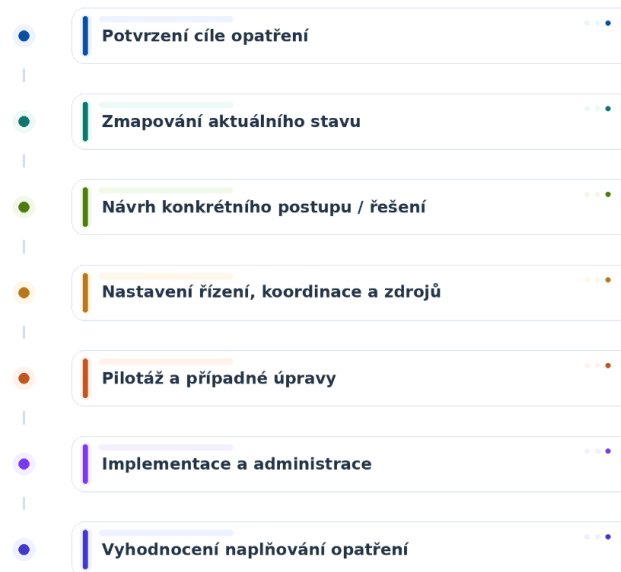 Potvrzení cíle opatření
Zmapování aktuálního stavu
Návrh konkrétního postupu / řešení
Nastavení řízení, koordinace a zdrojů
Pilotáž a případné úpravy
Implementace a administrace
Vyhodnocení naplňování opatření